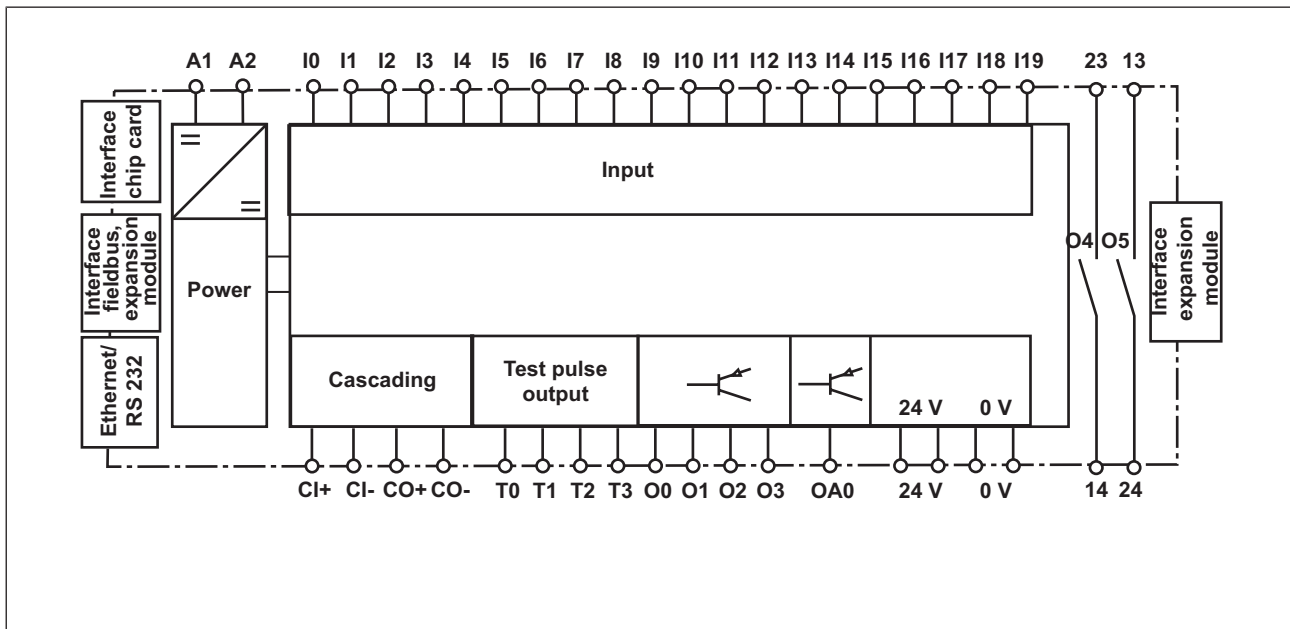 A1 A2 I0 I1 I2 I3 I4 I5 I6 I7 I8 I9 I10 I11 I12 I13 I14 I15 I16 I17 I18 I19 23 13
Interface
chip card
Interface
fieldbus,
expansion
module
Ethernet/
RS 232
Power
Input
O4 O5
Interface
expansion
module
Cascading
Test pulse
output
24 V 0 V
CI+ CI- CO+ CO- T0 T1 T2 T3 O0 O1 O2 O3 OA0 24 V 0 V 14 24